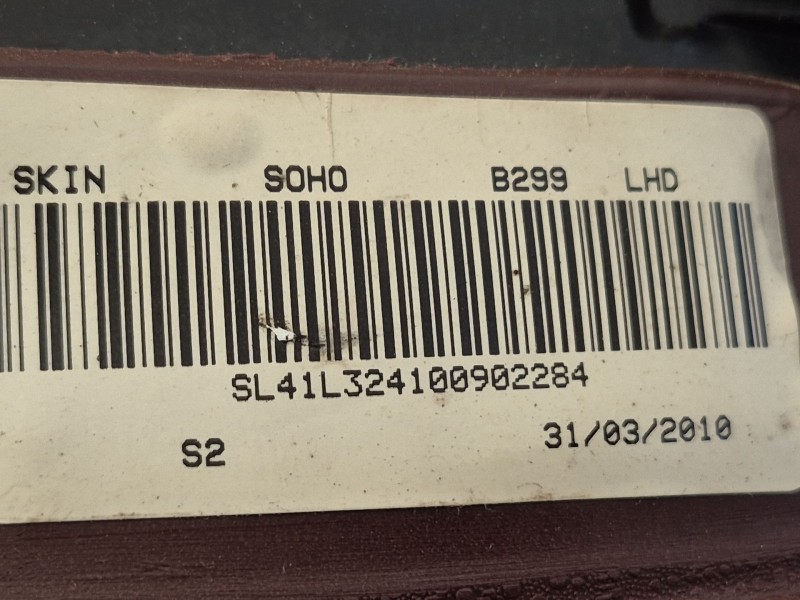 SKIN SOHO B299 LHD
SL41L324100902284
S2 31/03/2010